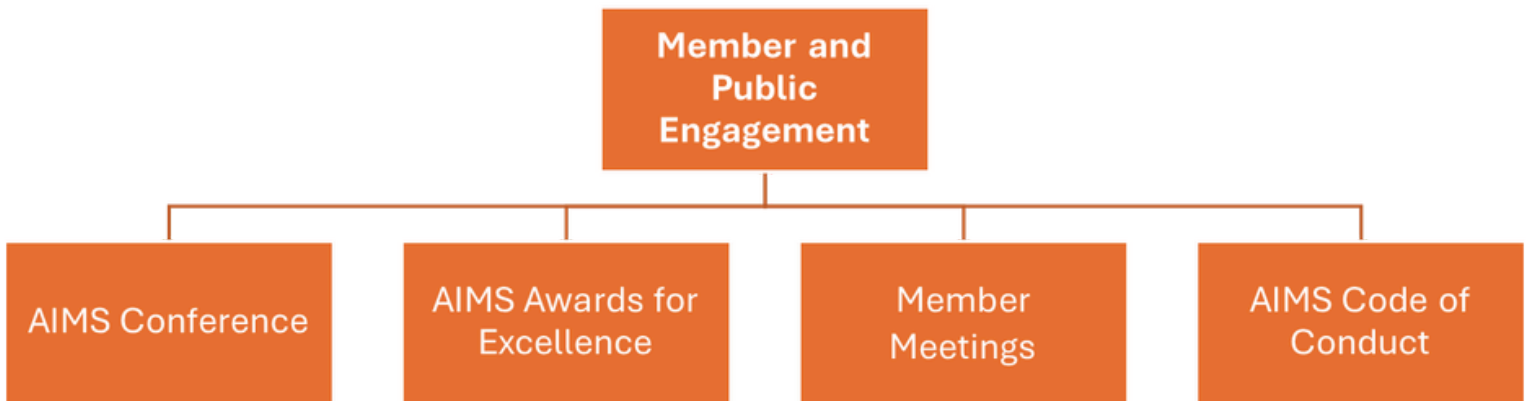 Member and
Public
Engagement
AIMS Conference
AIMS Awards for
Excellence
Member
Meetings
AIMS Code of
Conduct